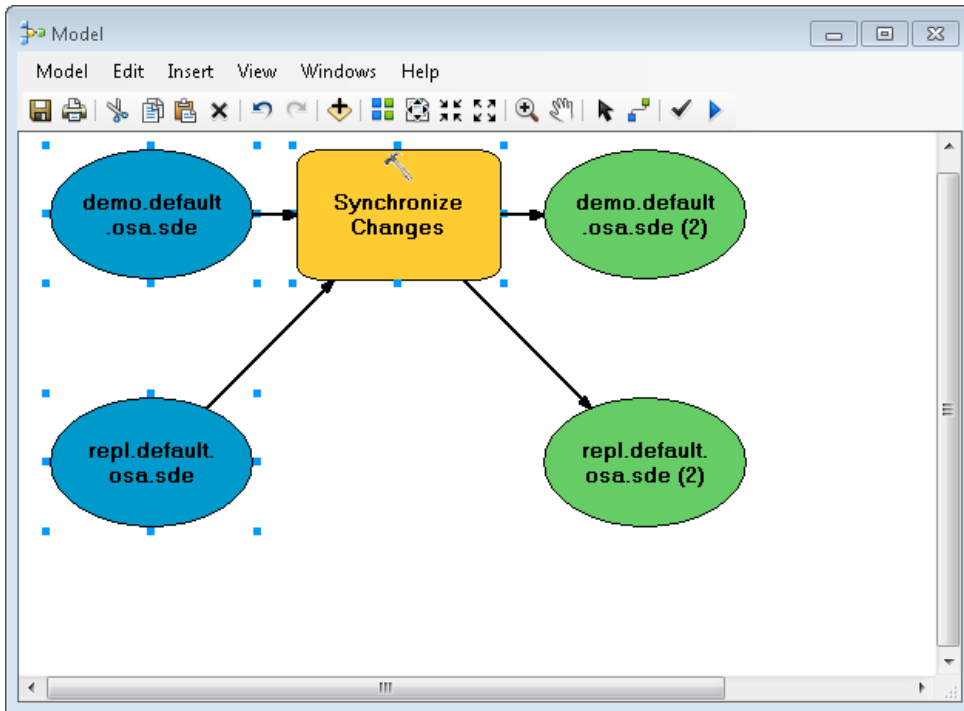 Model
Model Edit Insert View Windows Help
demo.default
.osa.sde
Synchronize
Changes
demo.default
.osa.sde (2)
repl.default.
osa.sde
repl.default.
osa.sde (2)